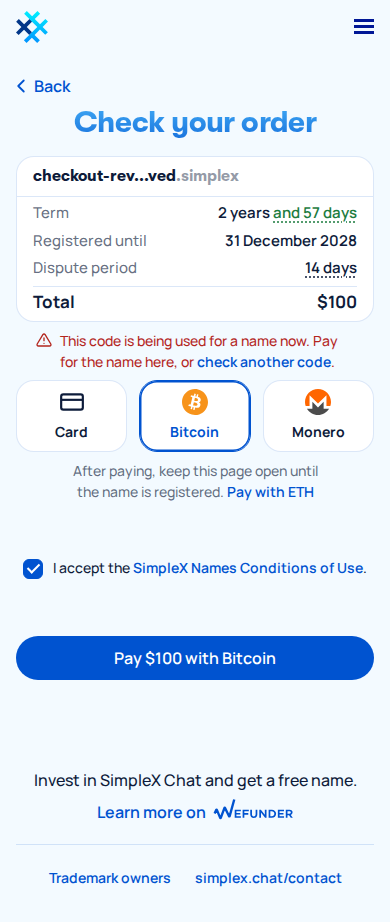 Back
Check your order
checkout-rev...ved.simplex
Term 2 years and 57 days
Registered until 31 December 2028
Dispute period 14 days
Total $100
This code is being used for a name now. Pay
for the name here, or check another code.
Card Bitcoin Monero
After paying, keep this page open until
the name is registered. Pay with ETH
I accept the SimpleX Names Conditions of Use.
Pay $100 with Bitcoin
Invest in SimpleX Chat and get a free name.
Learn more on WEFUNDER
Trademark owners simplex.chat/contact